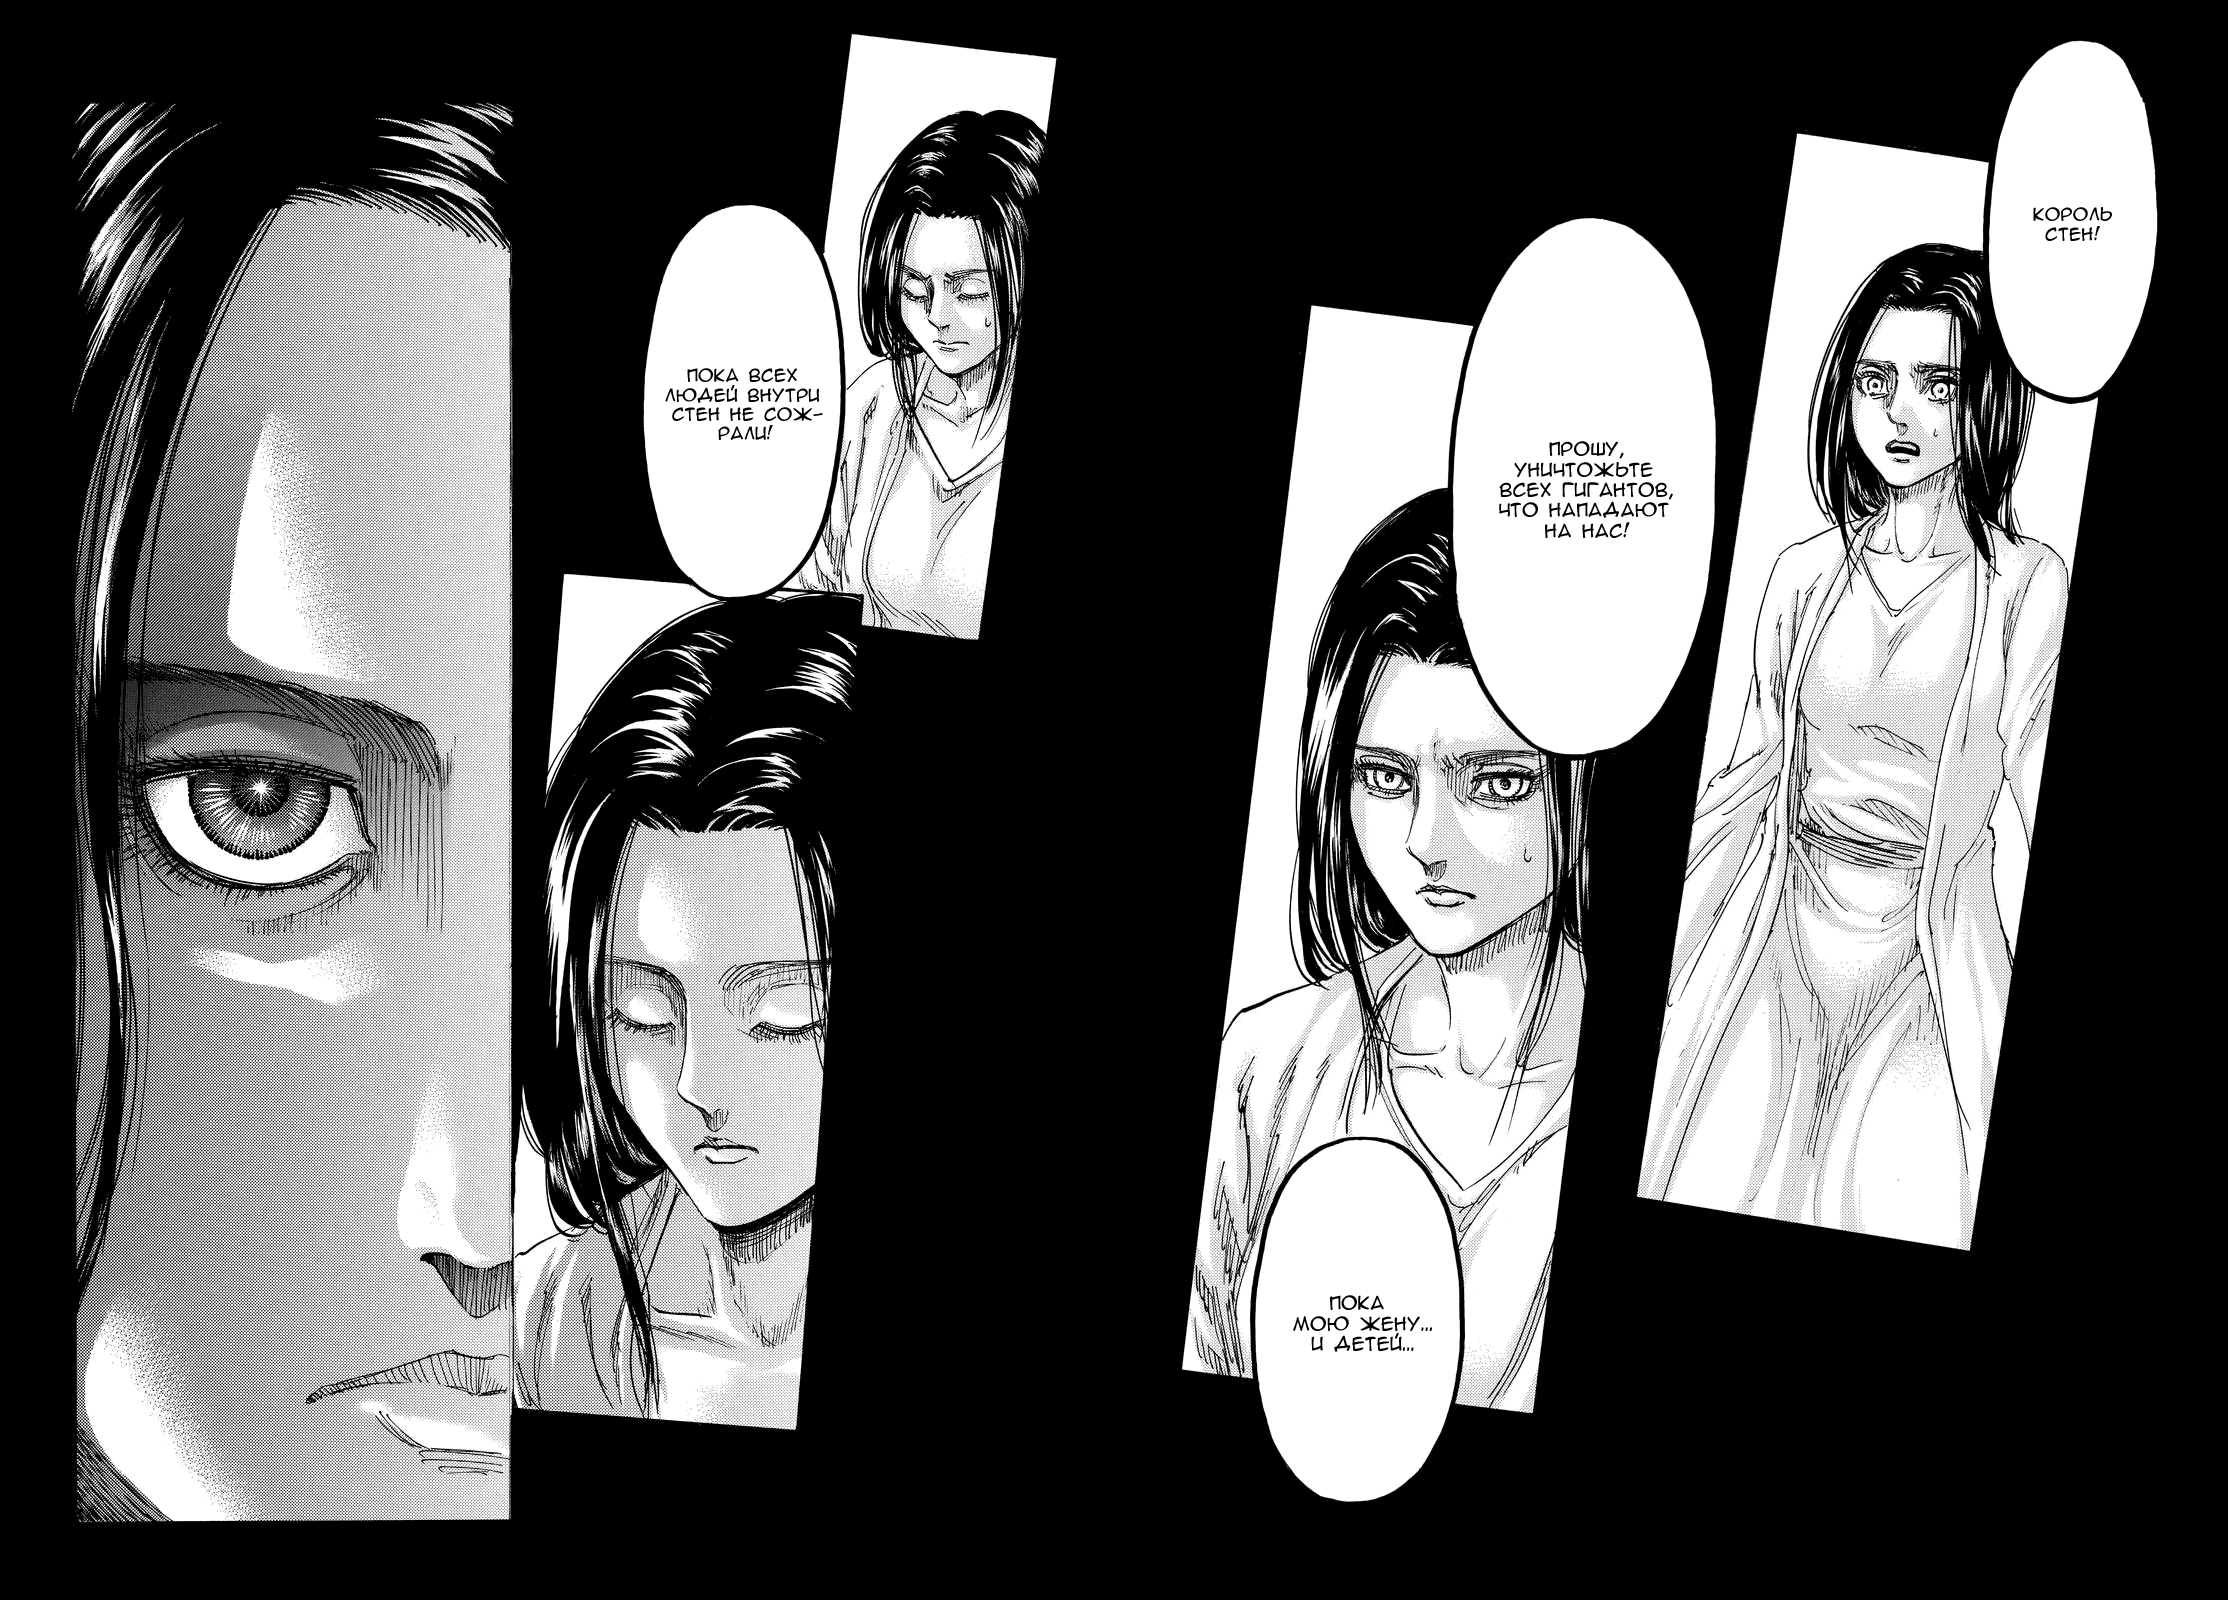 КОРОЛЬ
СТЕН!
ПРОШУ,
УНИЧТОЖЬТЕ
ВСЕХ ГИГАНТОВ,
ЧТО НАПАДАЮТ
НА НАС!
ПОКА
МОЮ ЖЕНУ...
И ДЕТЕЙ...
ПОКА ВСЕХ
ЛЮДЕЙ ВНУТРИ
СТЕН НЕ СОЖ-
РАЛИ!